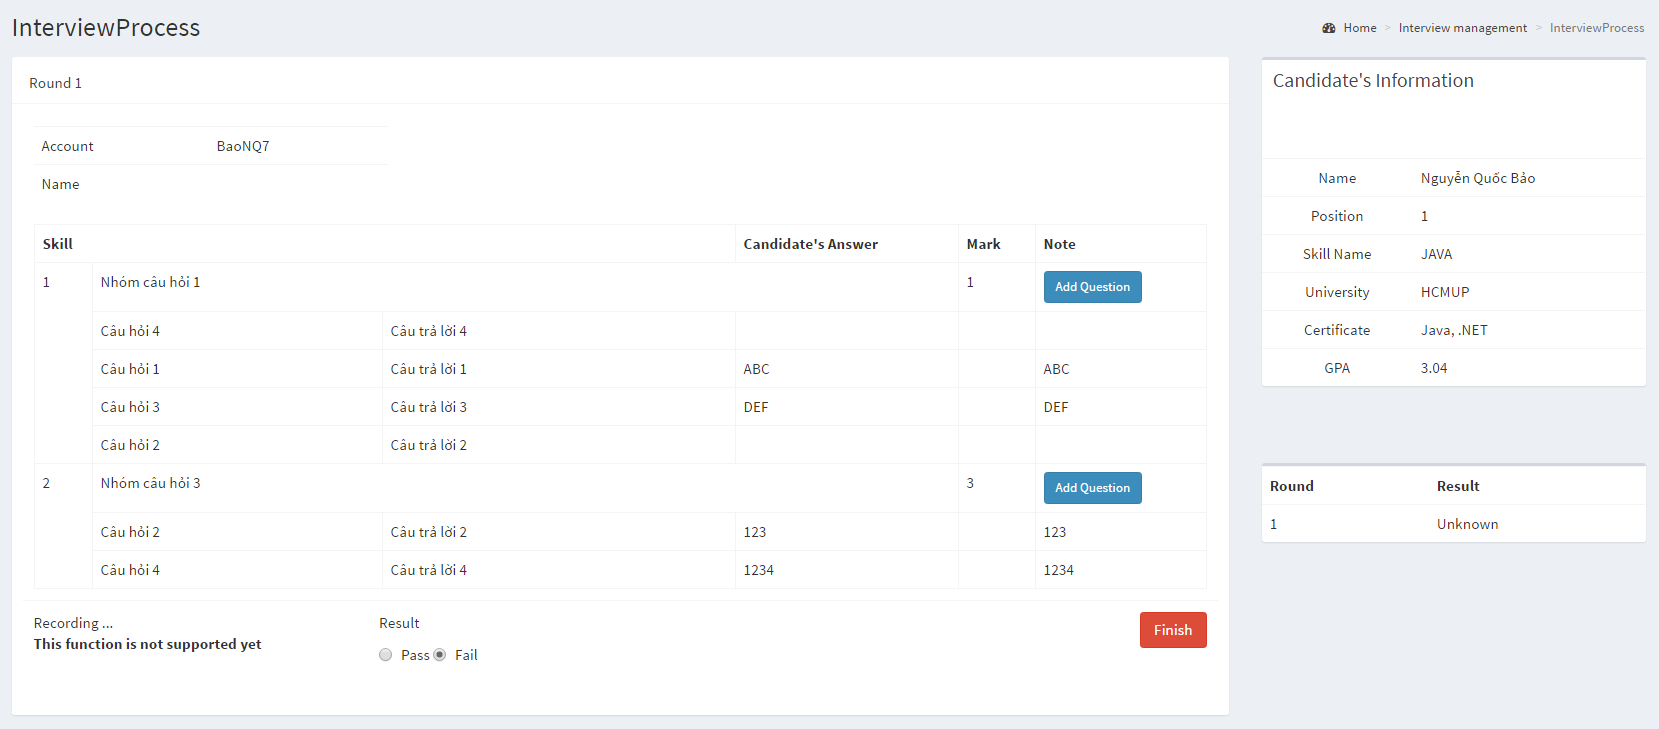 InterviewProcess
Home > Interview management > InterviewProcess
Round 1
Account BaoNQ7
Name
Skill Candidate's Answer Mark Note
1 Nhóm câu hỏi 1 1 Add Question
Câu hỏi 4 Câu trả lời 4
Câu hỏi 1 Câu trả lời 1 ABC ABC
Câu hỏi 3 Câu trả lời 3 DEF DEF
Câu hỏi 2 Câu trả lời 2
2 Nhóm câu hỏi 3 3 Add Question
Câu hỏi 2 Câu trả lời 2 123 123
Câu hỏi 4 Câu trả lời 4 1234 1234
Recording ...
This function is not supported yet
Result
Pass Fail
Finish
Candidate's Information
Name Nguyễn Quốc Bảo
Position 1
Skill Name JAVA
University HCMUP
Certificate Java, .NET
GPA 3.04
Round Result
1 Unknown